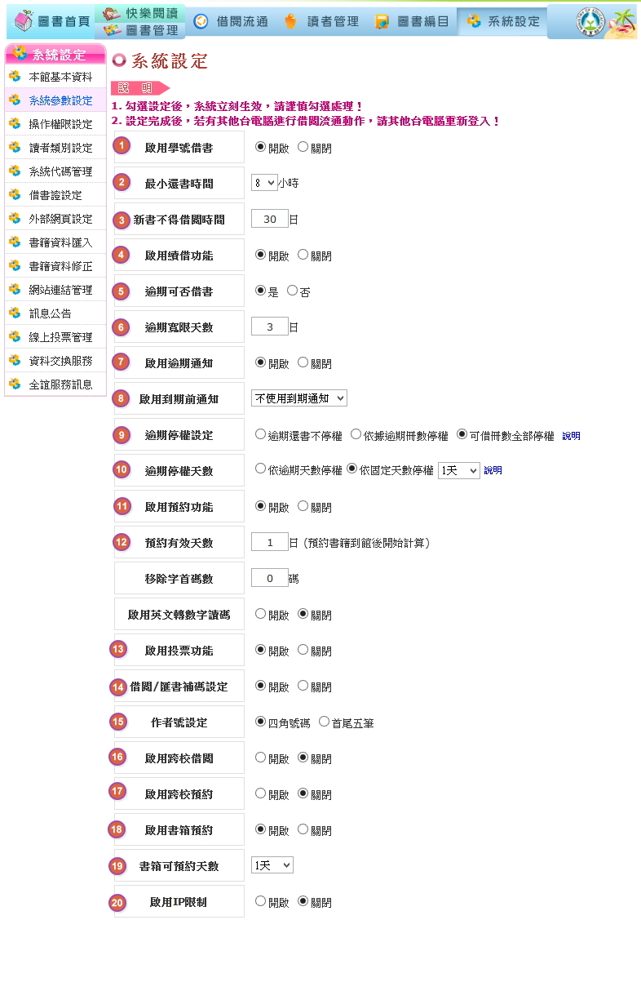 圖書首頁
快樂閱讀
圖書管理
借閱流通
讀者管理
圖書編目
系統設定
系統設定
本館基本資料
系統參數設定
操作權限設定
讀者類別設定
系統代碼管理
借書證設定
外部網頁設定
書籍資料匯入
書籍資料修正
網站連結管理
訊息公告
線上投票管理
資料交換服務
全誼服務訊息
系統設定
說 明
1. 勾選設定後，系統立刻生效，請謹慎勾選處理！
2. 設定完成後，若有其他台電腦進行借閱流通動作，請其他台電腦重新登入！
1 啟用學號借書 開啟 關閉
2 最小還書時間 8 小時
3 新書不得借閱時間 30 日
4 啟用續借功能 開啟 關閉
5 逾期可否借書 是 否
6 逾期寬限天數 3 日
7 啟用逾期通知 開啟 關閉
8 啟用到期前通知 不使用到期通知
9 逾期停權設定 逾期還書不停權 依據逾期冊數停權 可借冊數全部停權 說明
10 逾期停權天數 依逾期天數停權 依固定天數停權 1天 說明
11 啟用預約功能 開啟 關閉
12 預約有效天數 1 日 (預約書籍到館後開始計算)
移除字首碼數 0 碼
啟用英文轉數字讀碼 開啟 關閉
13 啟用投票功能 開啟 關閉
14 借閱/匯書補碼設定 開啟 關閉
15 作者號設定 四角號碼 首尾五筆
16 啟用跨校借閱 開啟 關閉
17 啟用跨校預約 開啟 關閉
18 啟用書箱預約 開啟 關閉
19 書箱可預約天數 1天
20 啟用IP限制 開啟 關閉